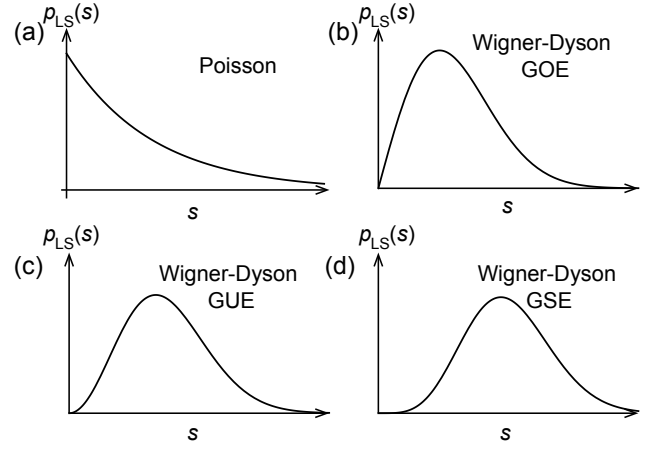 (a)
p_LS(s)
Poisson
s
(b)
p_LS(s)
Wigner-Dyson
GOE
s
(c)
p_LS(s)
Wigner-Dyson
GUE
s
(d)
p_LS(s)
Wigner-Dyson
GSE
s